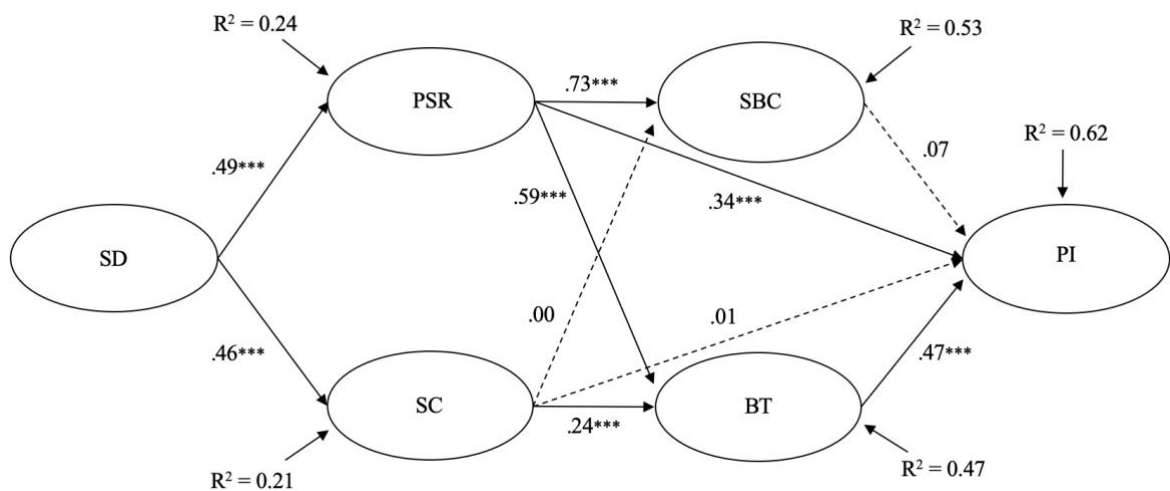 R² = 0.24
R² = 0.53
PSR
.73***
SBC
R² = 0.62
.07
.49***
.59***
.34***
SD
PI
.00
.01
.46***
.47***
SC
.24***
BT
R² = 0.21
R² = 0.47